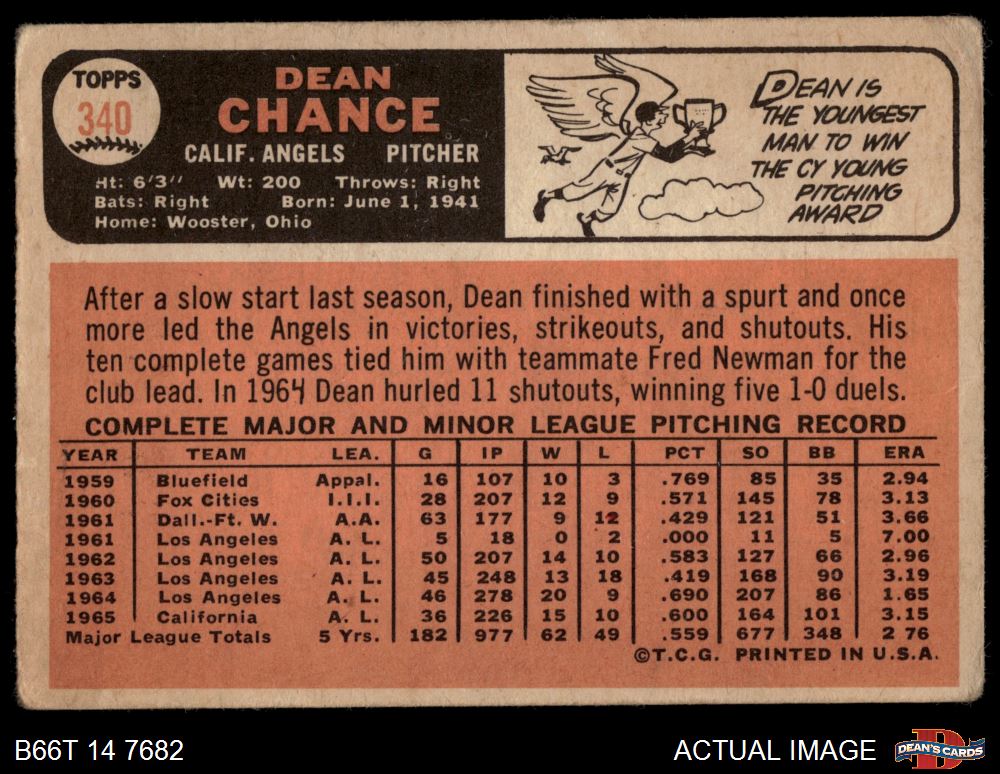 TOPPS
340
DEAN
CHANCE
CALIF. ANGELS PITCHER
Ht: 6'3" Wt: 200 Throws: Right
Bats: Right Born: June 1, 1941
Home: Wooster, Ohio
DEAN IS
THE YOUNGEST
MAN TO WIN
THE CY YOUNG
PITCHING
AWARD
After a slow start last season, Dean finished with a spurt and once
more led the Angels in victories, strikeouts, and shutouts. His
ten complete games tied him with teammate Fred Newman for the
club lead. In 1964 Dean hurled 11 shutouts, winning five 1-0 duels.
COMPLETE MAJOR AND MINOR LEAGUE PITCHING RECORD
YEAR TEAM LEA. G IP W L PCT SO BB ERA
1959 Bluefield Appal. 16 107 10 3 .769 85 35 2.94
1960 Fox Cities I.I.I. 28 207 12 9 .571 145 78 3.13
1961 Dall.-Ft. W. A.A. 63 177 9 12 .429 121 51 3.66
1961 Los Angeles A. L. 5 18 0 2 .000 11 5 7.00
1962 Los Angeles A. L. 50 207 14 10 .583 127 66 2.96
1963 Los Angeles A. L. 45 248 13 18 .419 168 90 3.19
1964 Los Angeles A. L. 46 278 20 9 .690 207 86 1.65
1965 California A. L. 36 226 15 10 .600 164 101 3.15
Major League Totals 5 Yrs. 182 977 62 49 .559 677 348 2 76
©T.C.G. PRINTED IN U.S.A.
B66T 14 7682 ACTUAL IMAGE DEAN'S CARDS